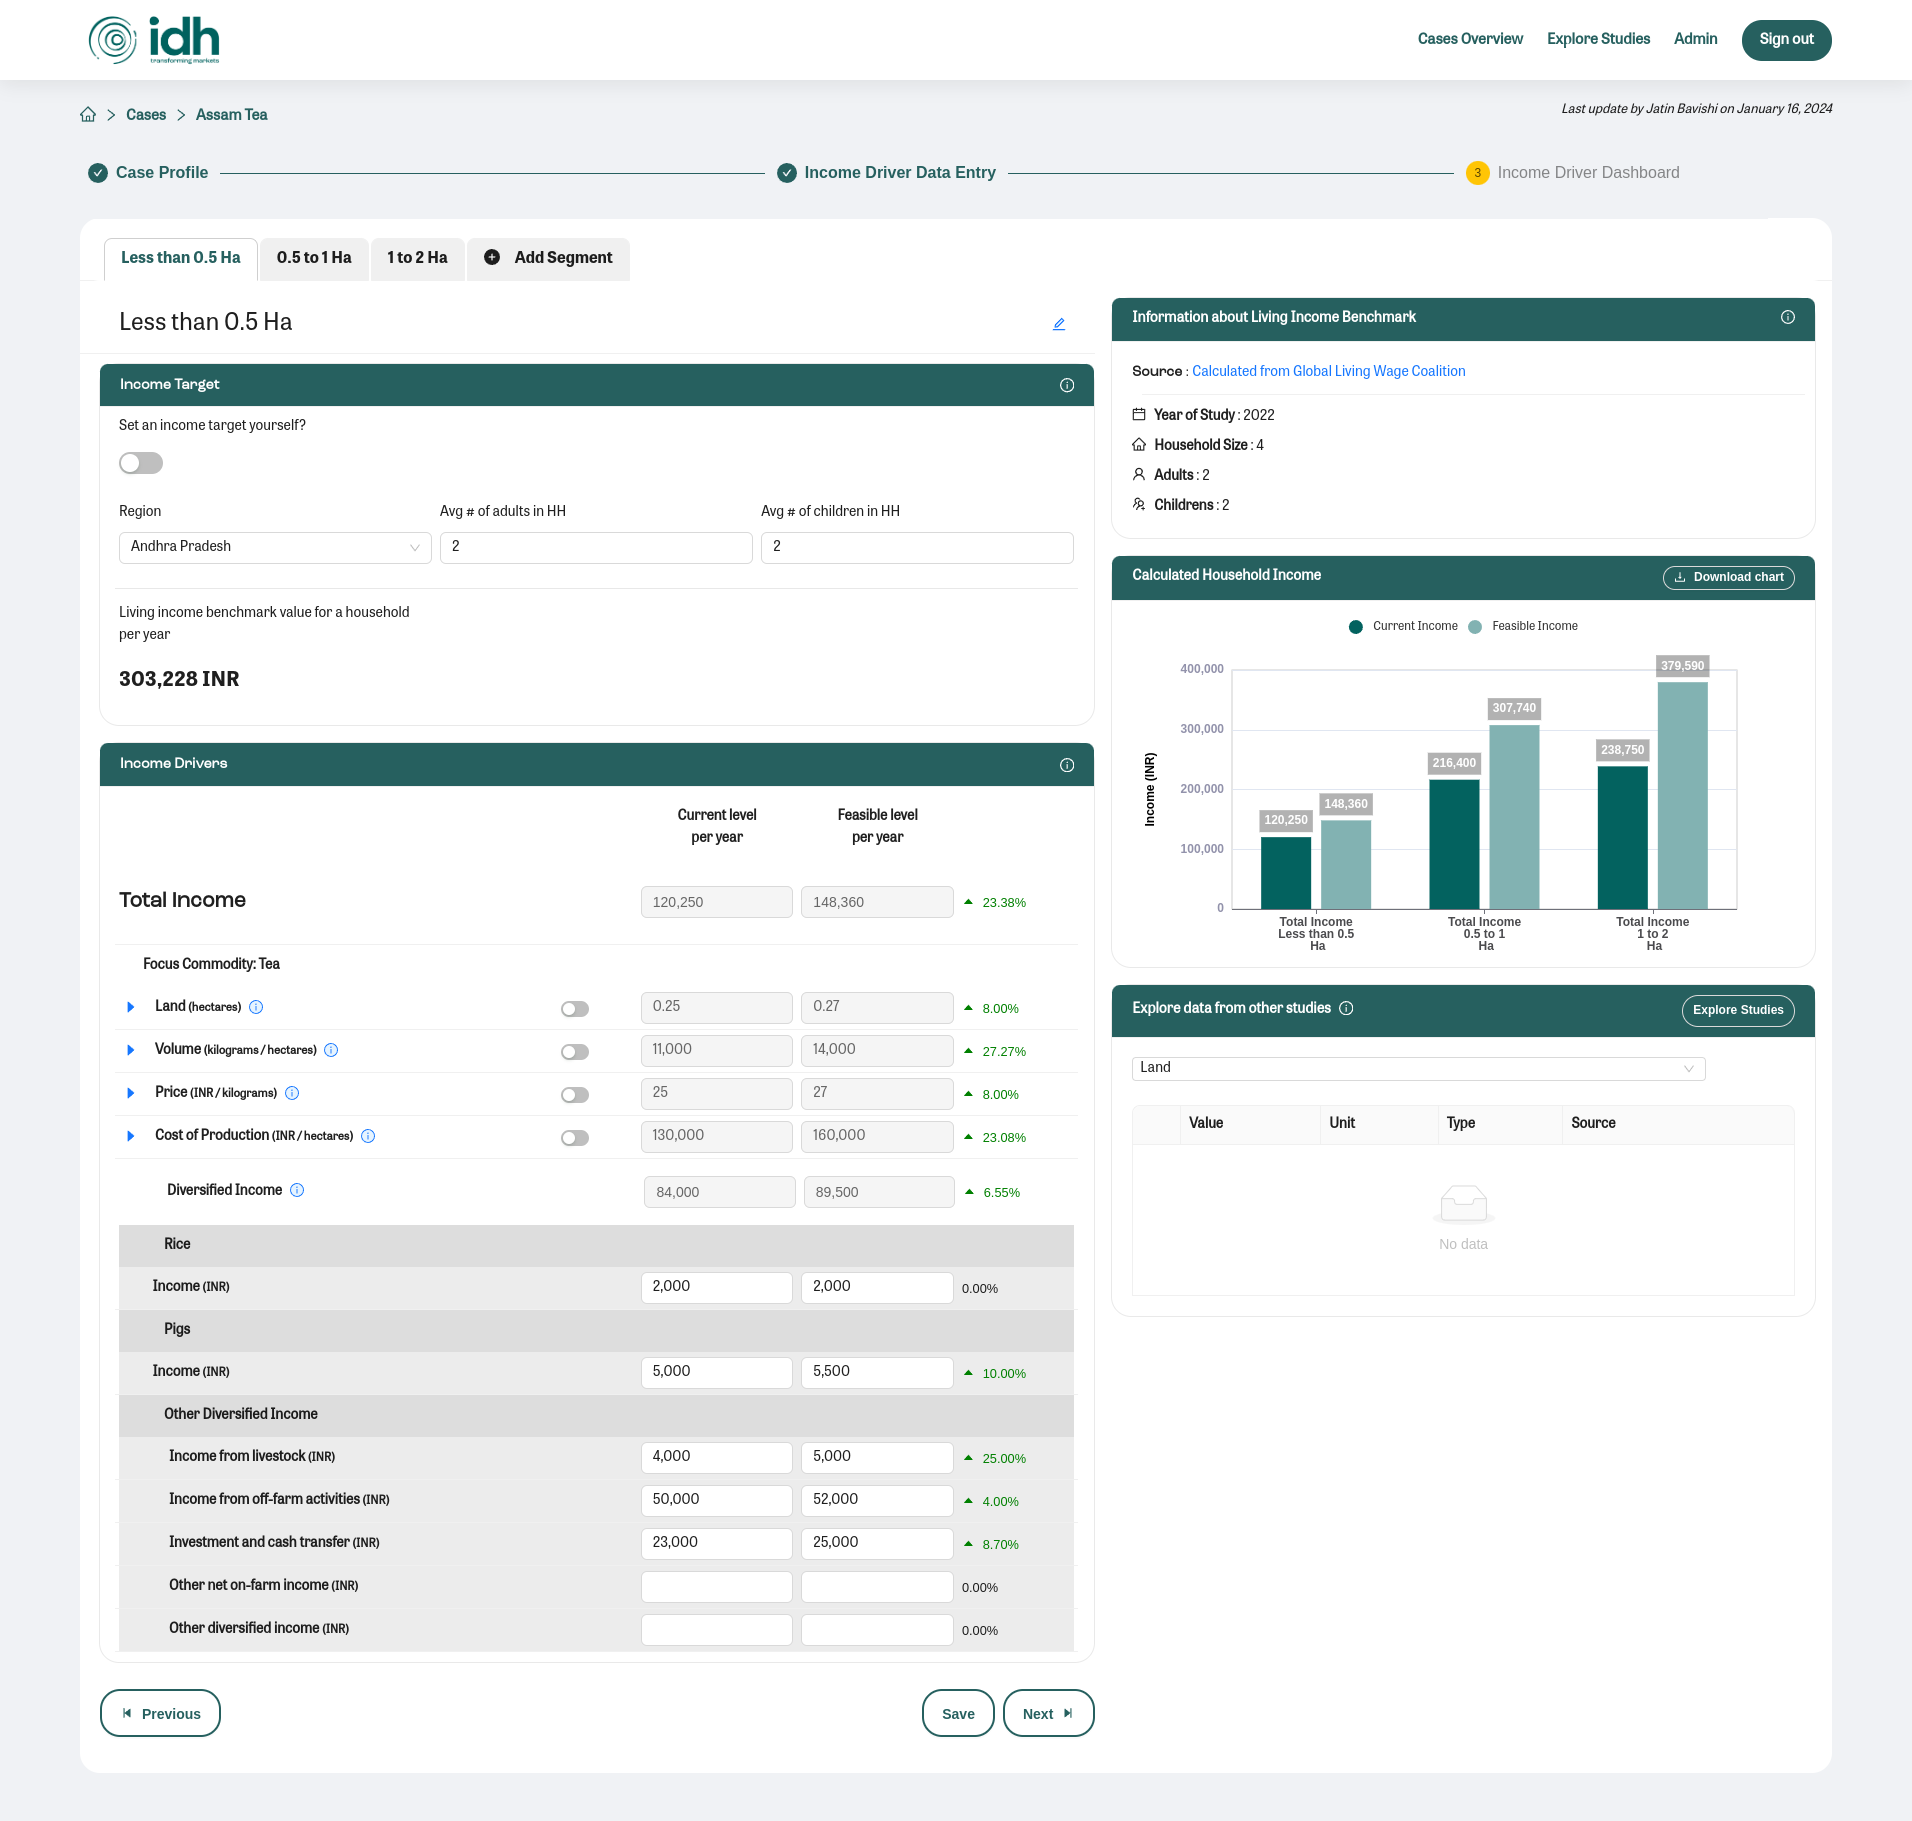 idh
transforming markets
Cases Overview
Explore Studies
Admin
Sign out
Cases
Assam Tea
Last update by Jatin Bavishi on January 16, 2024
Case Profile
Income Driver Data Entry
3
Income Driver Dashboard
Less than 0.5 Ha
0.5 to 1 Ha
1 to 2 Ha
Add Segment
Less than 0.5 Ha
Income Target
Set an income target yourself?
Region
Avg # of adults in HH
Avg # of children in HH
Andhra Pradesh
2
2
Living income benchmark value for a household
per year
303,228 INR
Income Drivers
Current level
per year
Feasible level
per year
Total Income
120,250
148,360
23.38%
Focus Commodity: Tea
Land (hectares)
0.25
0.27
8.00%
Volume (kilograms / hectares)
11,000
14,000
27.27%
Price (INR / kilograms)
25
27
8.00%
Cost of Production (INR / hectares)
130,000
160,000
23.08%
Diversified Income
84,000
89,500
6.55%
Rice
Income (INR)
2,000
2,000
0.00%
Pigs
Income (INR)
5,000
5,500
10.00%
Other Diversified Income
Income from livestock (INR)
4,000
5,000
25.00%
Income from off-farm activities (INR)
50,000
52,000
4.00%
Investment and cash transfer (INR)
23,000
25,000
8.70%
Other net on-farm income (INR)
0.00%
Other diversified income (INR)
0.00%
Previous
Save
Next
Information about Living Income Benchmark
Source : Calculated from Global Living Wage Coalition
Year of Study : 2022
Household Size : 4
Adults : 2
Childrens : 2
Calculated Household Income
Download chart
Current Income
Feasible Income
Income (INR)
400,000
300,000
200,000
100,000
0
120,250
148,360
216,400
307,740
238,750
379,590
Total Income
Less than 0.5
Ha
Total Income
0.5 to 1
Ha
Total Income
1 to 2
Ha
Explore data from other studies
Explore Studies
Land
Value
Unit
Type
Source
No data